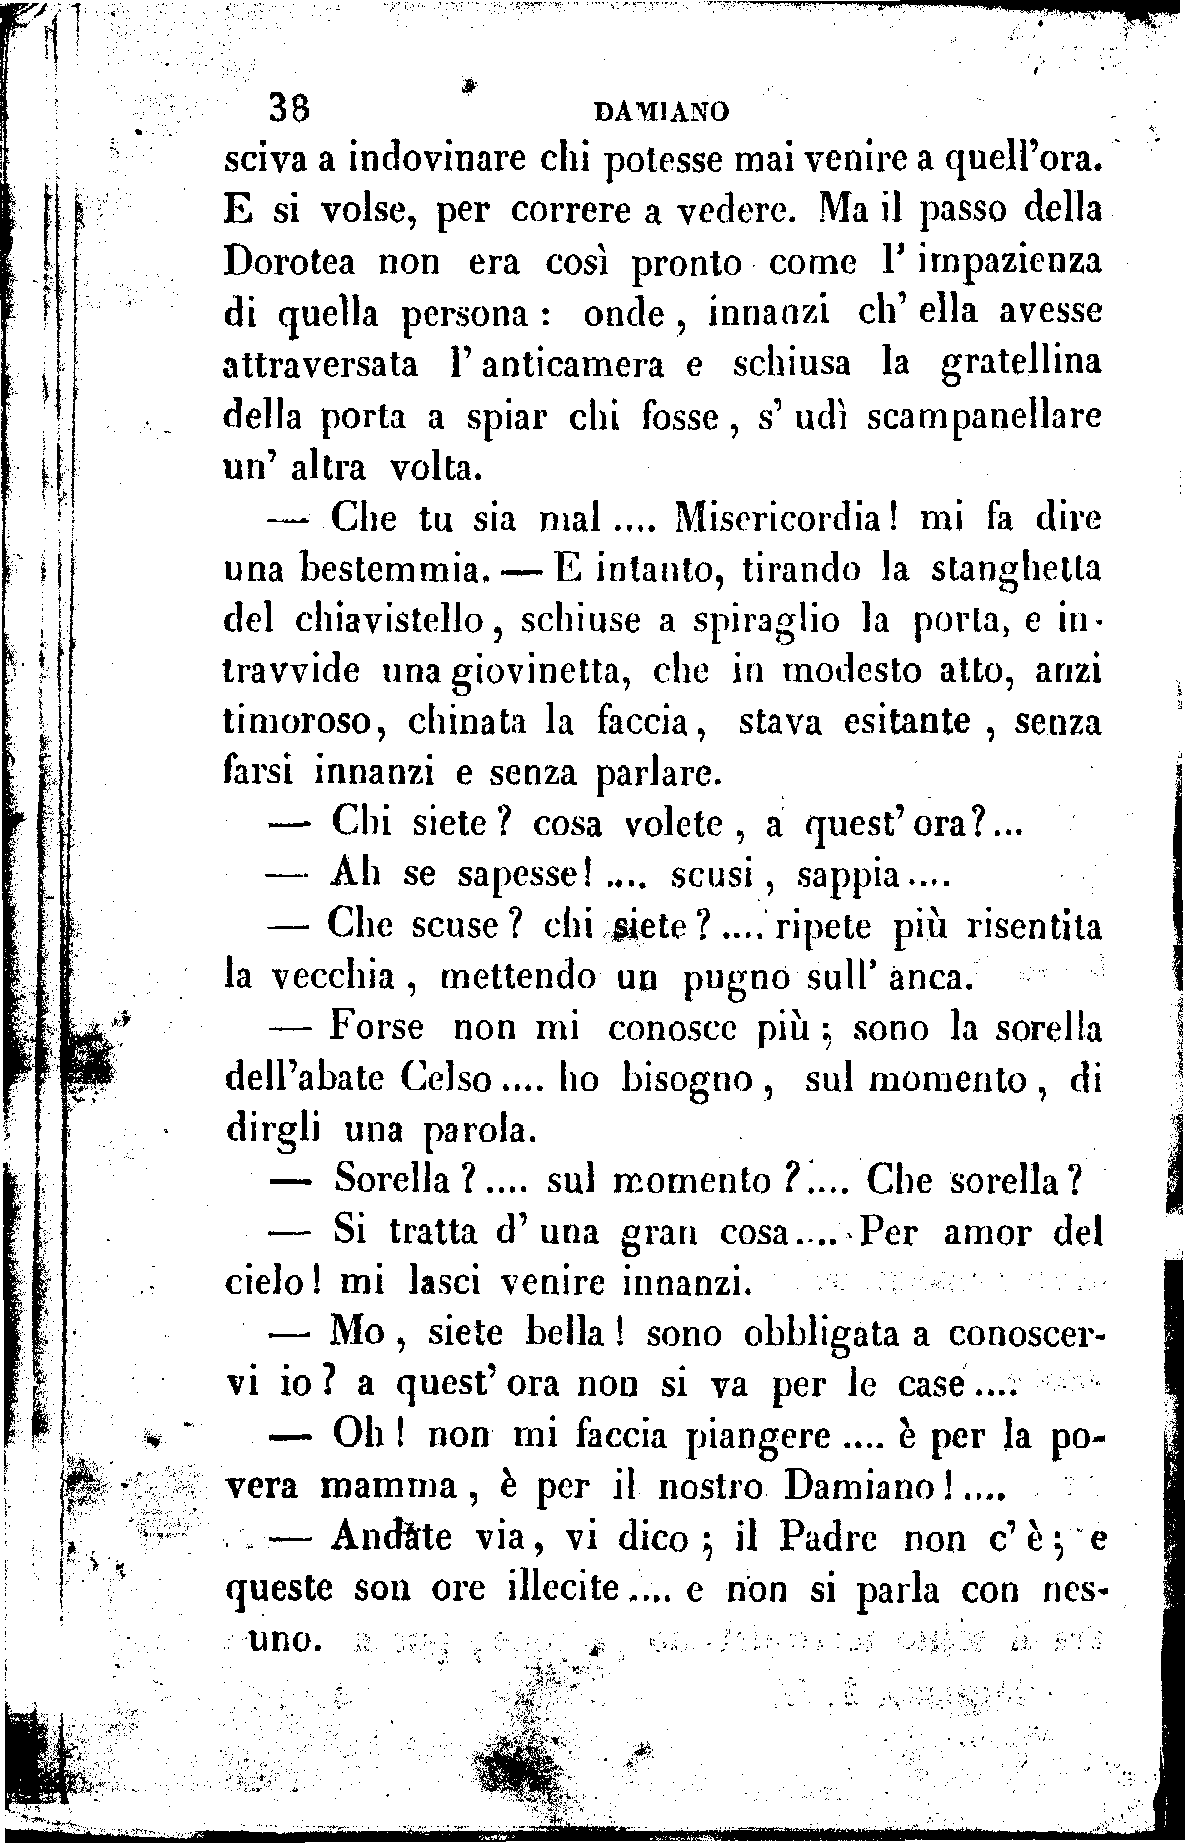 38 DAMIANO
sciva a indovinare chi potesse mai venire a quell'ora.
E si volse, per correre a vedere. Ma il passo della
Dorotea non era così pronto come l' impazienza
di quella persona : onde , innanzi ch' ella avesse
attraversata l' anticamera e schiusa la gratellina
della porta a spiar chi fosse , s' udì scampanellare
un' altra volta.
— Che tu sia mal .... Misericordia! mi fa dire
una bestemmia. — E intanto, tirando la stanghetta
del chiavistello, schiuse a spiraglio la porta, e in-
travvide una giovinetta, che in modesto atto, anzi
timoroso, chinata la faccia, stava esitante , senza
farsi innanzi e senza parlare.
— Chi siete ? cosa volete , a quest' ora?...
— Ah se sapesse! .... scusi , sappia....
— Che scuse ? chi siete ? .... ripete più risentita
la vecchia , mettendo un pugno sull' anca.
— Forse non mi conosce più ; sono la sorella
dell'abate Celso .... ho bisogno , sul momento , di
dirgli una parola.
— Sorella ? .... sul momento ? .... Che sorella ?
— Si tratta d' una gran cosa.... Per amor del
cielo! mi lasci venire innanzi.
— Mo , siete bella ! sono obbligata a conoscer-
vi io ? a quest' ora non si va per le case ....
— Oh ! non mi faccia piangere .... è per la po-
vera mamma , è per il nostro Damiano ! ....
— Andate via, vi dico ; il Padre non c' è ; e
queste son ore illecite .... e non si parla con nes-
uno.